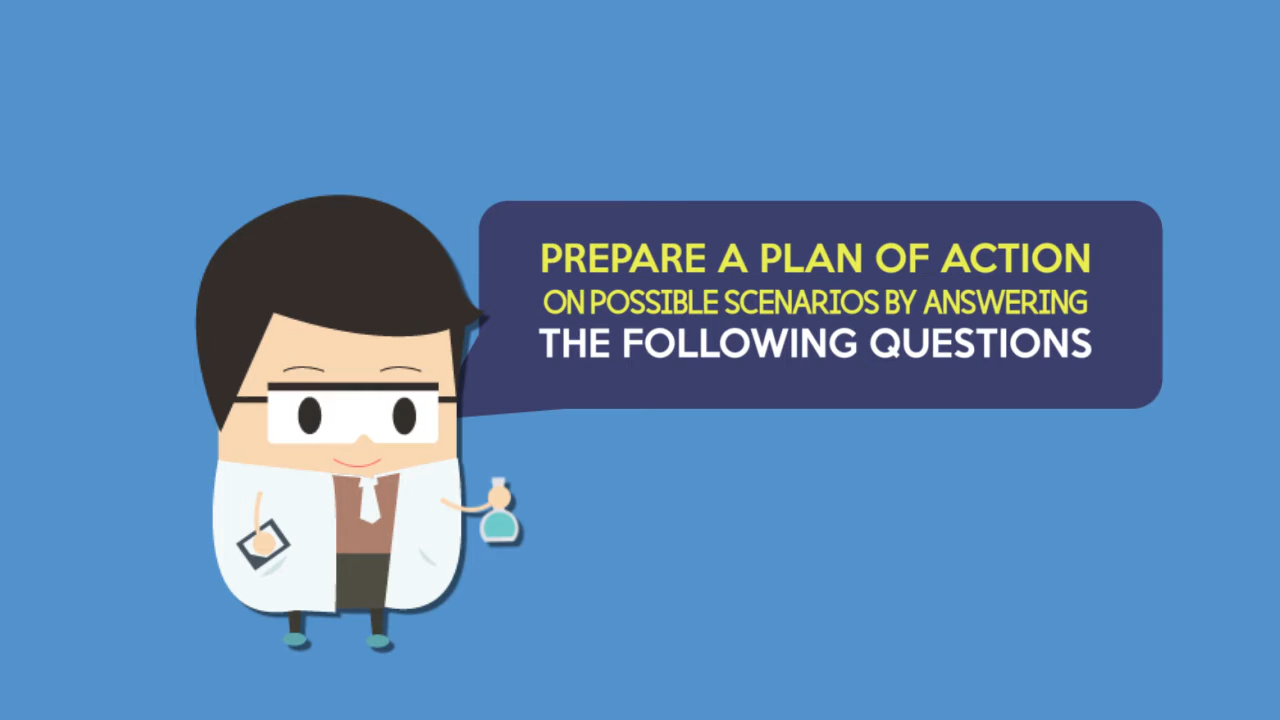 PREPARE A PLAN OF ACTION
ON POSSIBLE SCENARIOS BY ANSWERING
THE FOLLOWING QUESTIONS